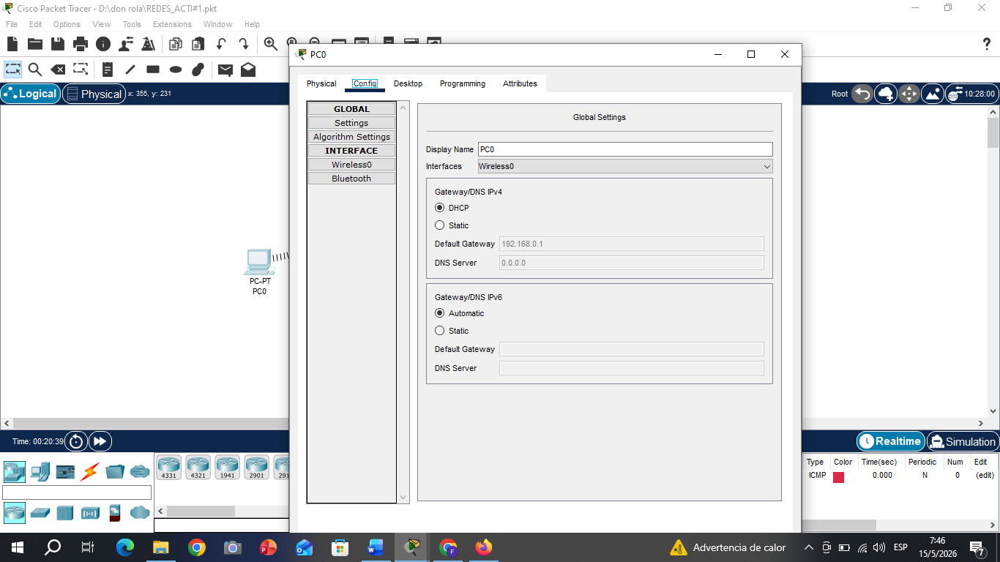 Cisco Packet Tracer - D:\don rola\REDES_ACTI#1.pkt
File Edit Options View Tools Extensions Window Help
PC0
Physical Config Desktop Programming Attributes
Logical Physical x: 355, y: 231
Root 10:28:00
GLOBAL
Settings
Algorithm Settings
INTERFACE
Wireless0
Bluetooth
Global Settings
Display Name PC0
Interfaces Wireless0
Gateway/DNS IPv4
DHCP
Static
Default Gateway 192.168.0.1
DNS Server 0.0.0.0
Gateway/DNS IPv6
Automatic
Static
Default Gateway
DNS Server
PC-PT
PC0
Time: 00:20:39
Realtime Simulation
4331 4321 1941 2901 291
Type Color Time(sec) Periodic Num Edit
ICMP 0.000 N 0 (edit)
Advertencia de calor
ESP
7:46
15/5/2026
7